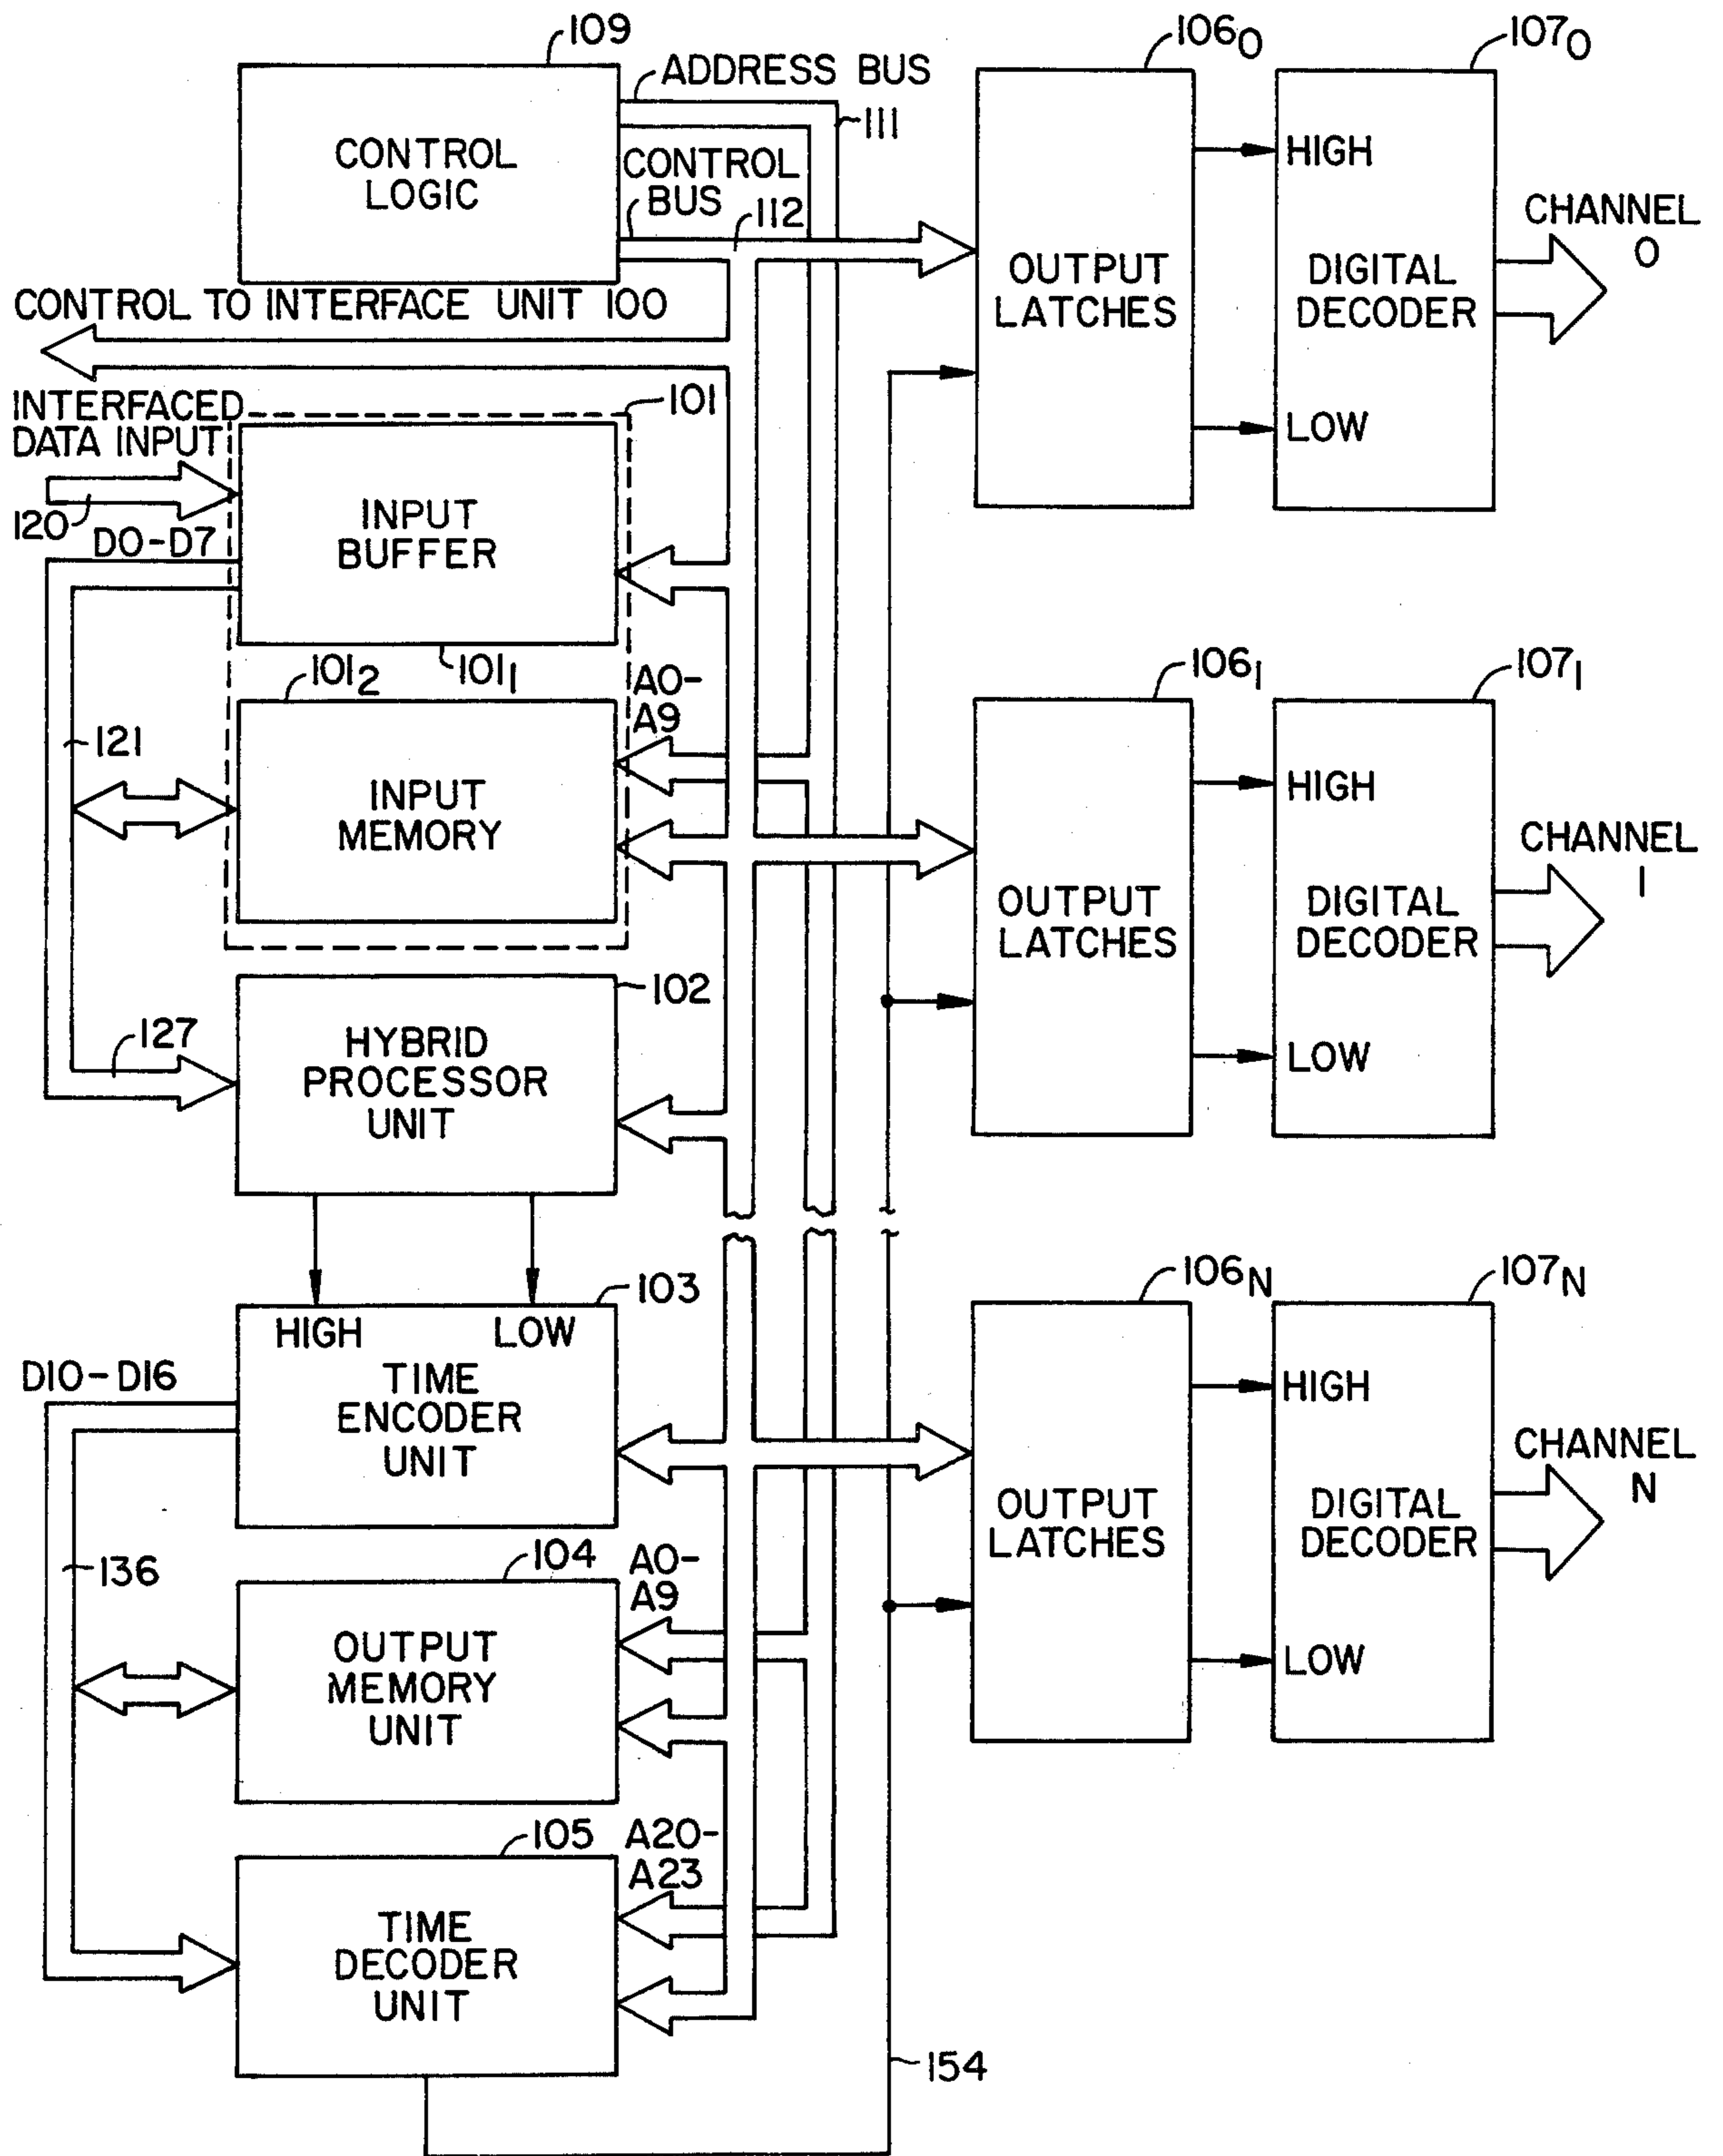 109
ADDRESS BUS
111
CONTROL
LOGIC
CONTROL
BUS
112
CONTROL TO INTERFACE UNIT 100
106₀
OUTPUT
LATCHES
107₀
HIGH
DIGITAL
DECODER
LOW
CHANNEL
0
INTERFACED
DATA INPUT
120
101
INPUT
BUFFER
D0-D7
101₁
101₂
A0-
A9
121
INPUT
MEMORY
106₁
OUTPUT
LATCHES
107₁
HIGH
DIGITAL
DECODER
LOW
CHANNEL
1
102
127
HYBRID
PROCESSOR
UNIT
103
HIGH LOW
TIME
ENCODER
UNIT
D10-D16
106N
OUTPUT
LATCHES
107N
HIGH
DIGITAL
DECODER
LOW
CHANNEL
N
136
104
A0-
A9
OUTPUT
MEMORY
UNIT
105
A20-
A23
TIME
DECODER
UNIT
154